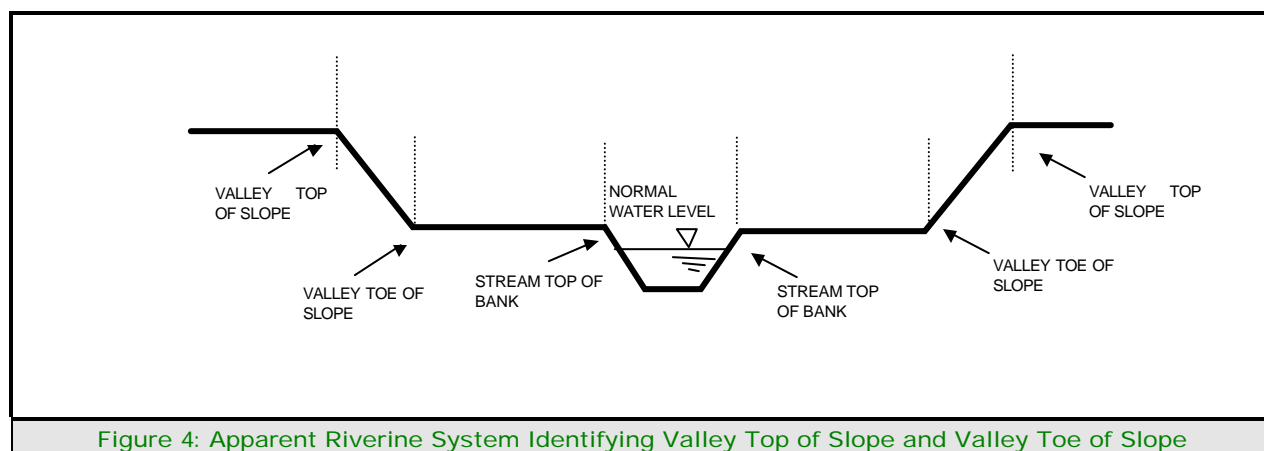 NORMAL
WATER LEVEL
VALLEY TOP
OF SLOPE
VALLEY TOE OF
SLOPE
STREAM TOP OF
BANK
STREAM TOP
OF BANK
VALLEY TOE OF
SLOPE
VALLEY TOP
OF SLOPE
Figure 4: Apparent Riverine System Identifying Valley Top of Slope and Valley Toe of Slope